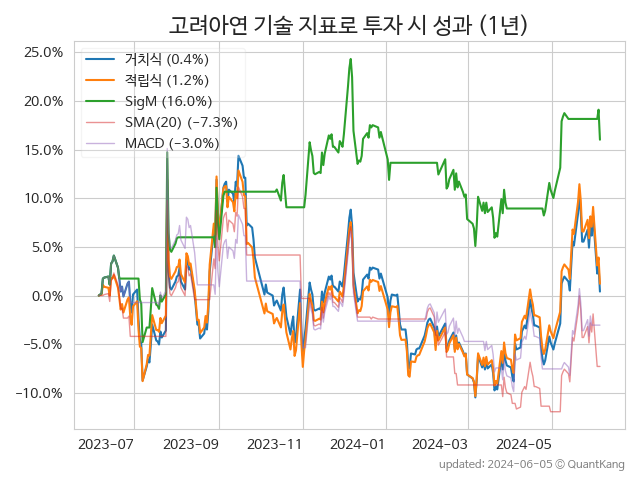 고려아연 기술 지표로 투자 시 성과 (1년)
25.0%
20.0%
15.0%
10.0%
5.0%
0.0%
−5.0%
−10.0%
거치식 (0.4%)
적립식 (1.2%)
SigM (16.0%)
SMA(20) (−7.3%)
MACD (−3.0%)
2023-07 2023-09 2023-11 2024-01 2024-03 2024-05
updated: 2024-06-05 © QuantKang